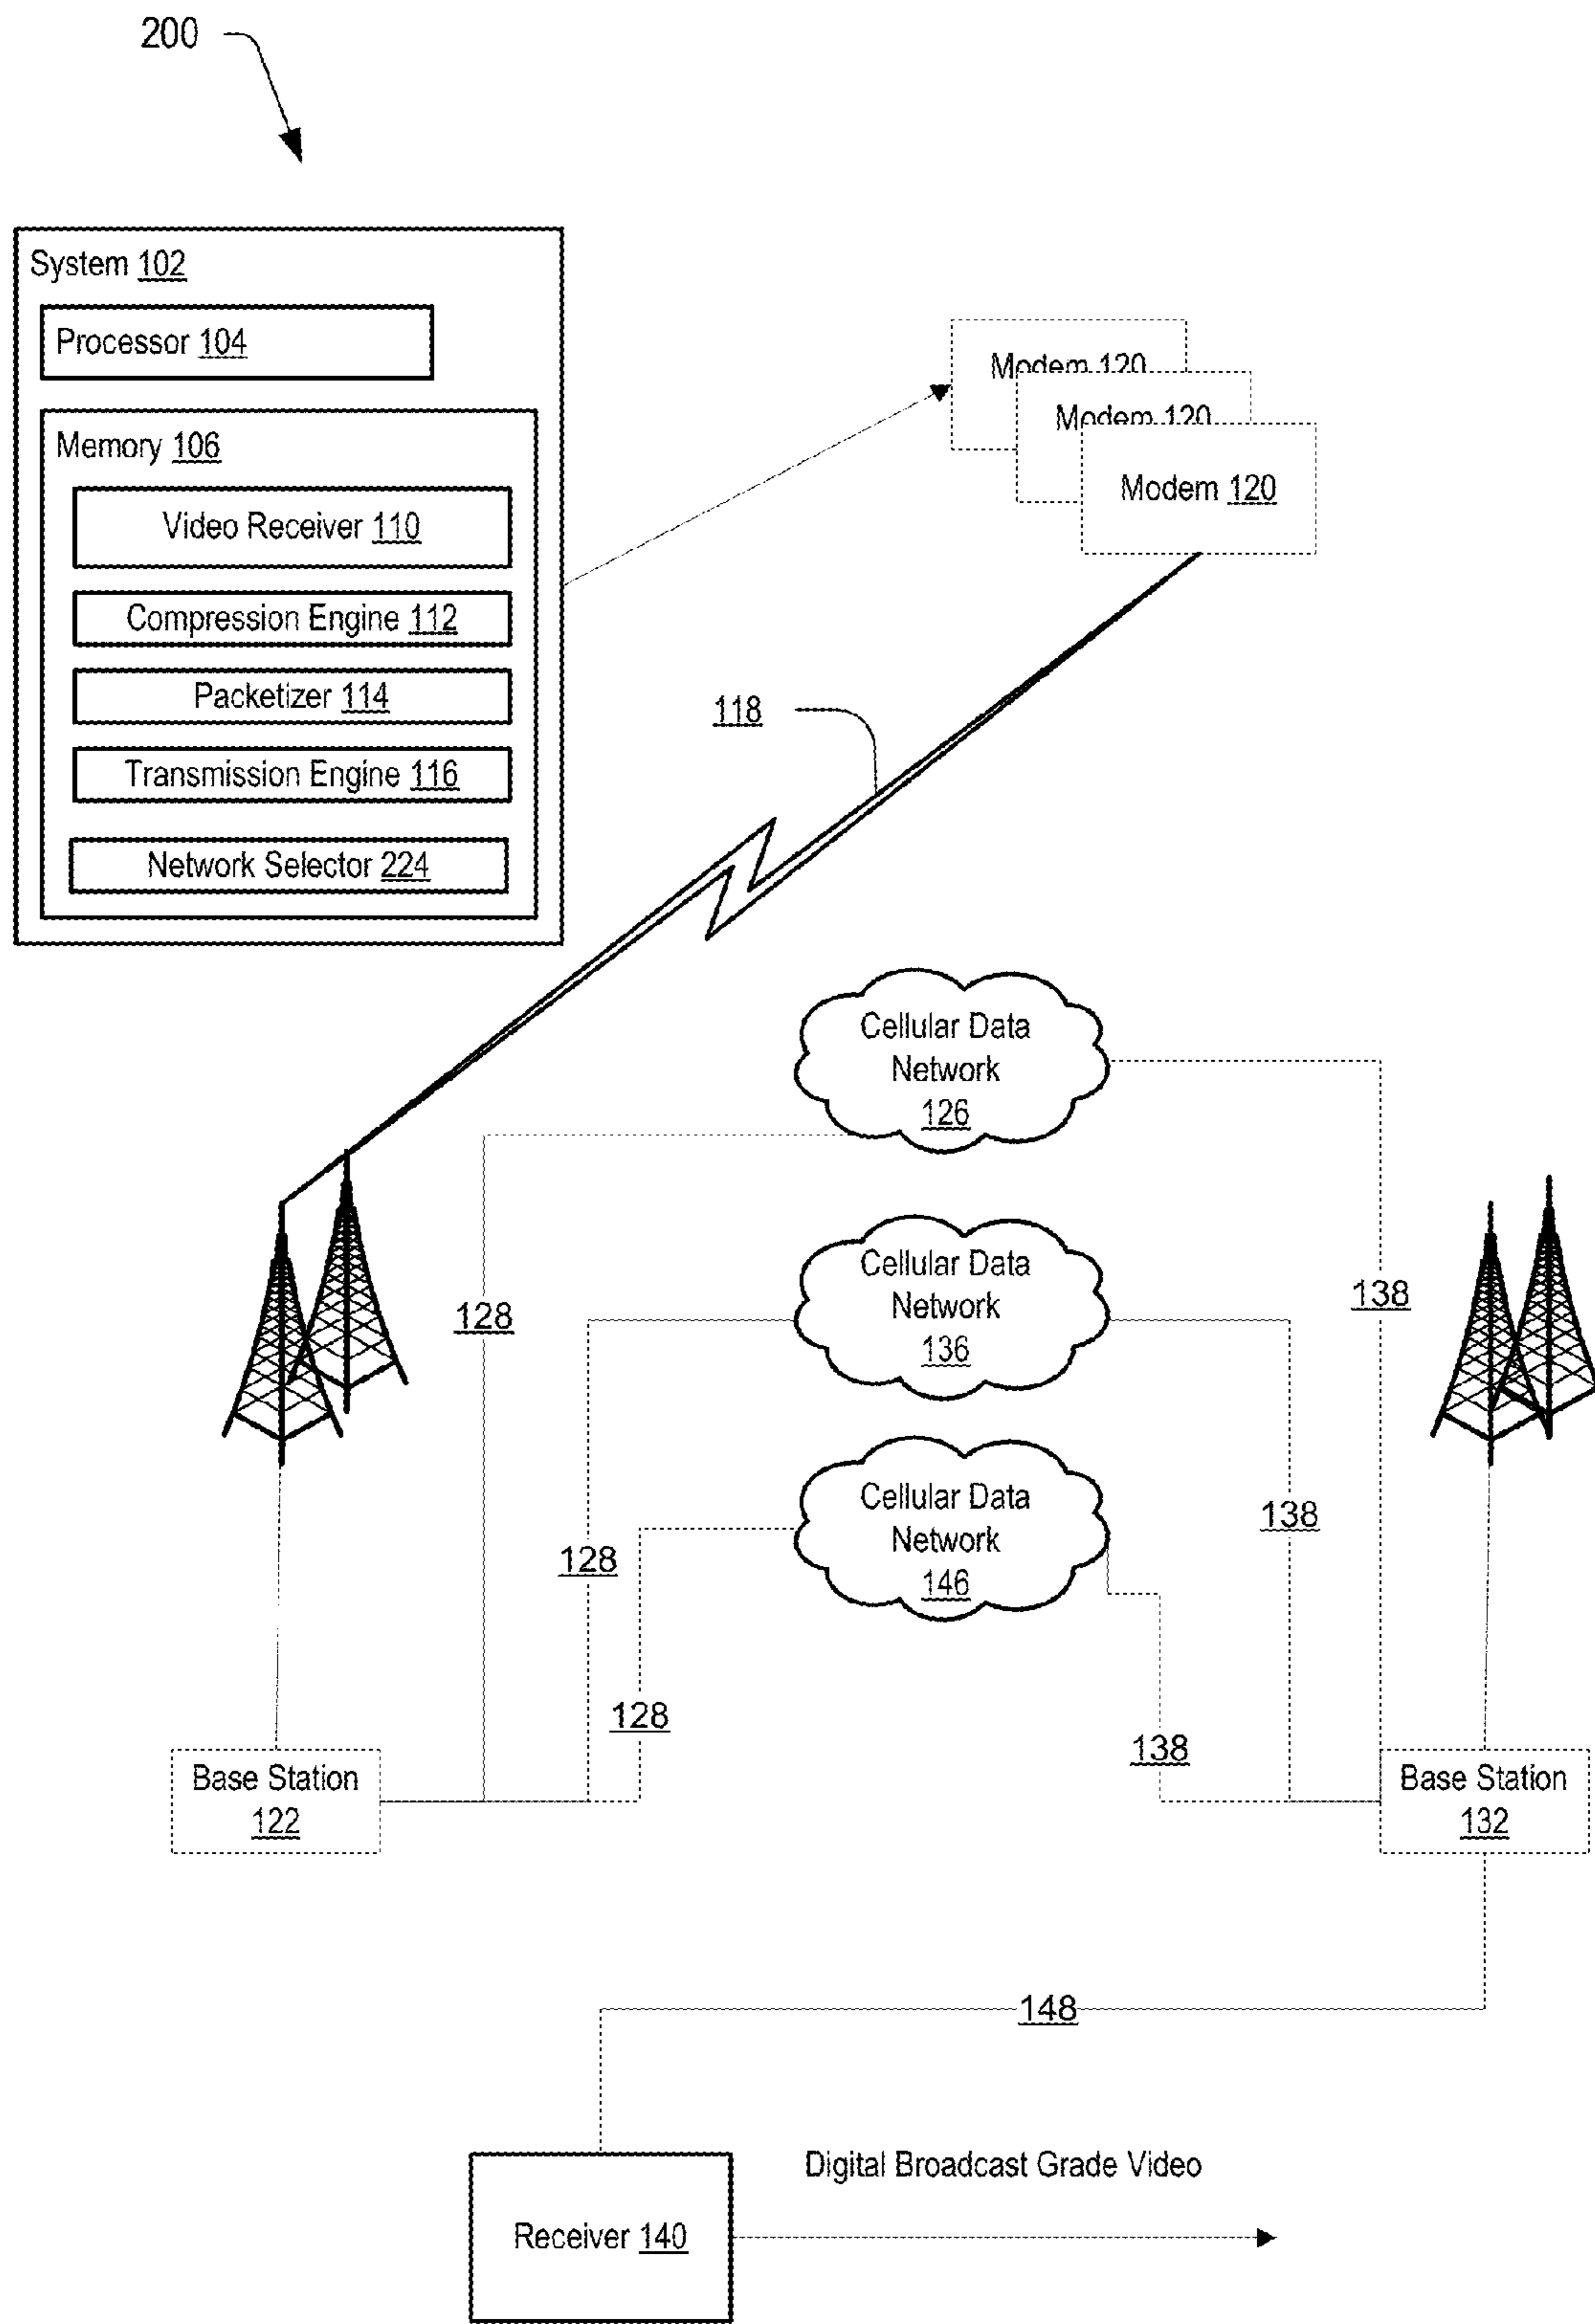 200
System 102
Processor 104
Memory 106
Video Receiver 110
Compression Engine 112
Packetizer 114
Transmission Engine 116
Network Selector 224
Modem 120
Modem 120
Modem 120
118
Cellular Data
Network
126
Cellular Data
Network
136
Cellular Data
Network
146
128
128
128
138
138
138
Base Station
122
Base Station
132
148
Digital Broadcast Grade Video
Receiver 140